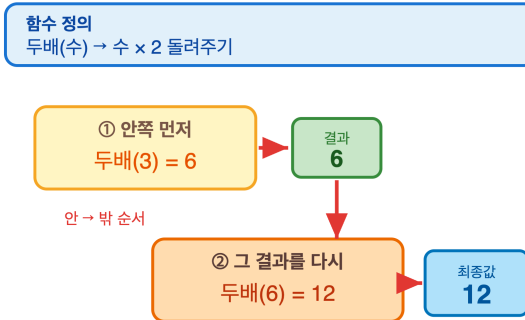 함수 정의
두배(수) → 수 × 2 돌려주기
① 안쪽 먼저
두배(3) = 6
결과
6
안 → 밖 순서
② 그 결과를 다시
두배(6) = 12
최종값
12